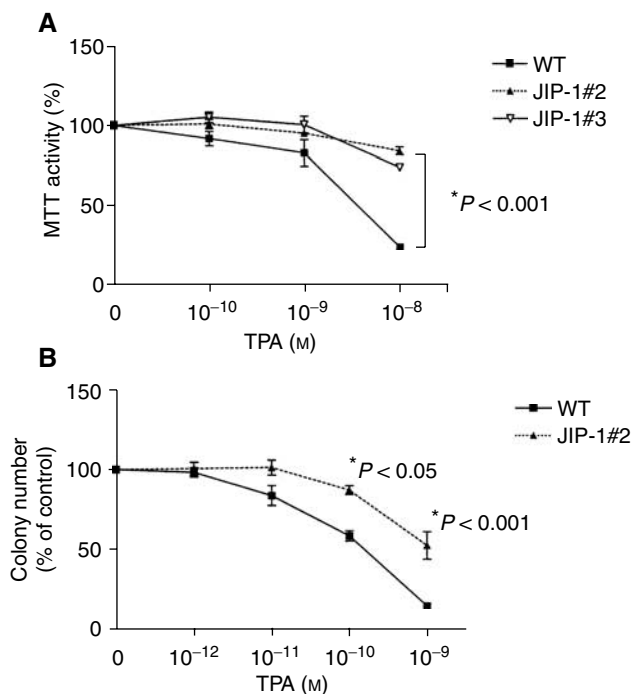 A
150
100
50
0
MTT activity (%)
0
10⁻¹⁰
10⁻⁹
10⁻⁸
TPA (M)
WT
JIP-1#2
JIP-1#3
*P < 0.001
B
150
100
50
0
Colony number
(% of control)
0
10⁻¹²
10⁻¹¹
10⁻¹⁰
10⁻⁹
TPA (M)
WT
JIP-1#2
*P < 0.05
*P < 0.001